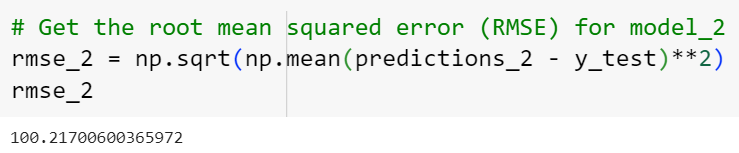 # Get the root mean squared error (RMSE) for model_2
rmse_2 = np.sqrt(np.mean(predictions_2 - y_test)**2)
rmse_2
100.21700600365972